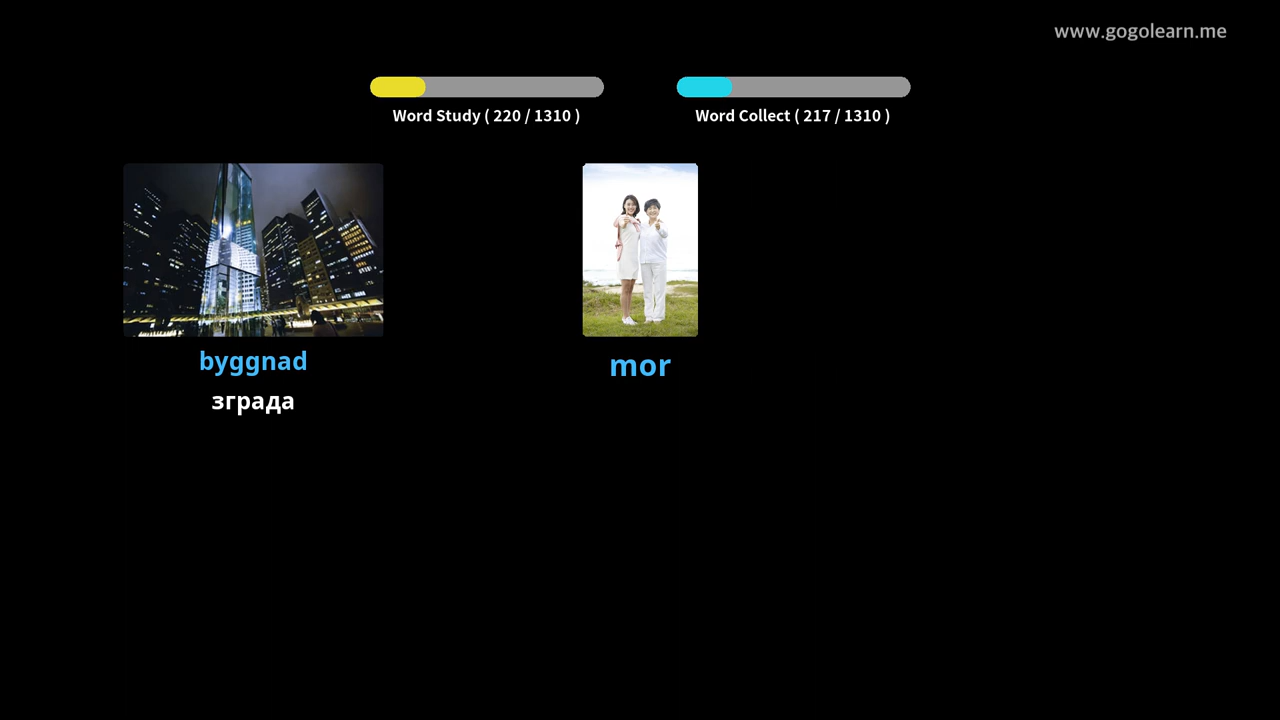 www.gogolearn.me
Word Study ( 220 / 1310 )
Word Collect ( 217 / 1310 )
byggnad
зграда
mor